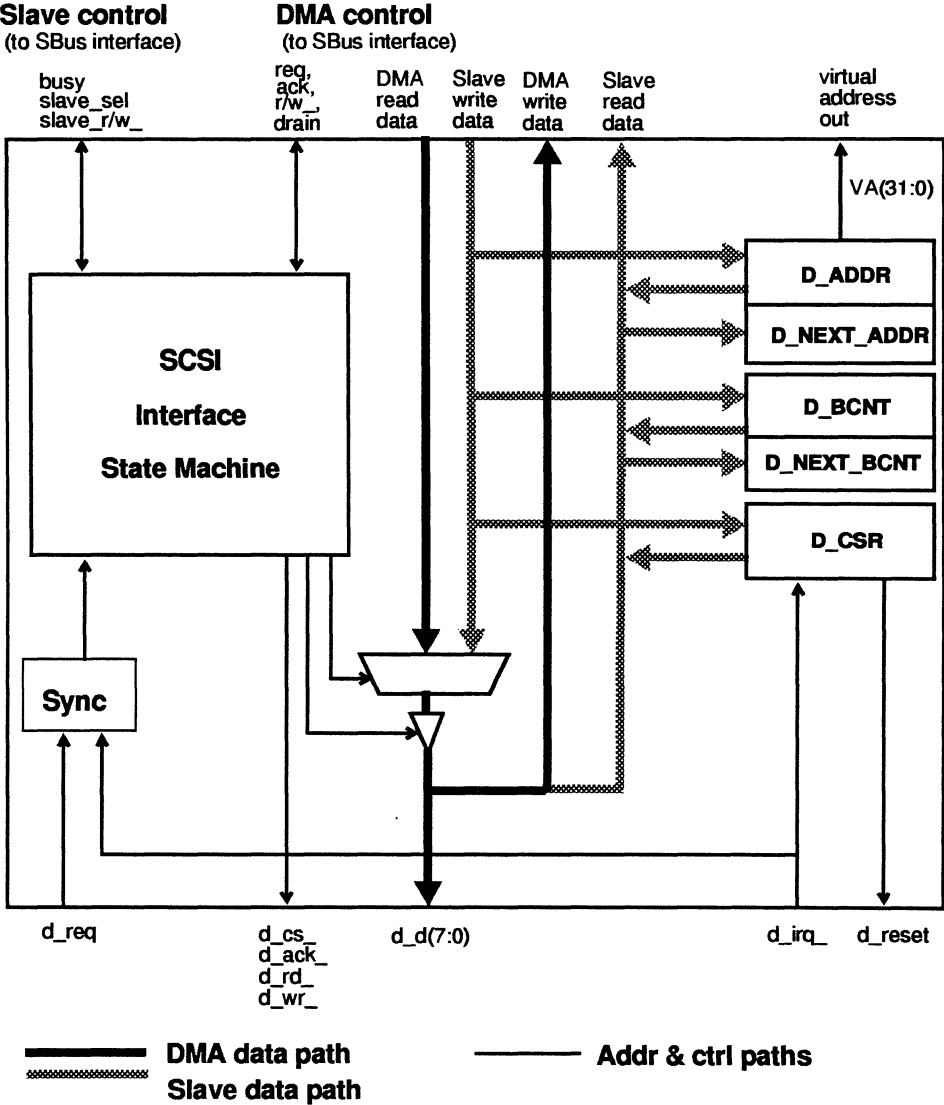 Slave control
(to SBus interface)
DMA control
(to SBus interface)
busy
slave_sel
slave_r/w_
req,
ack,
r/w_,
drain
DMA
read
data
Slave
write
data
DMA
write
data
Slave
read
data
virtual
address
out
VA(31:0)
D_ADDR
D_NEXT_ADDR
SCSI
Interface
State Machine
D_BCNT
D_NEXT_BCNT
D_CSR
Sync
d_req
d_cs_
d_ack_
d_rd_
d_wr_
d_d(7:0)
d_irq_
d_reset
DMA data path
Addr & ctrl paths
Slave data path